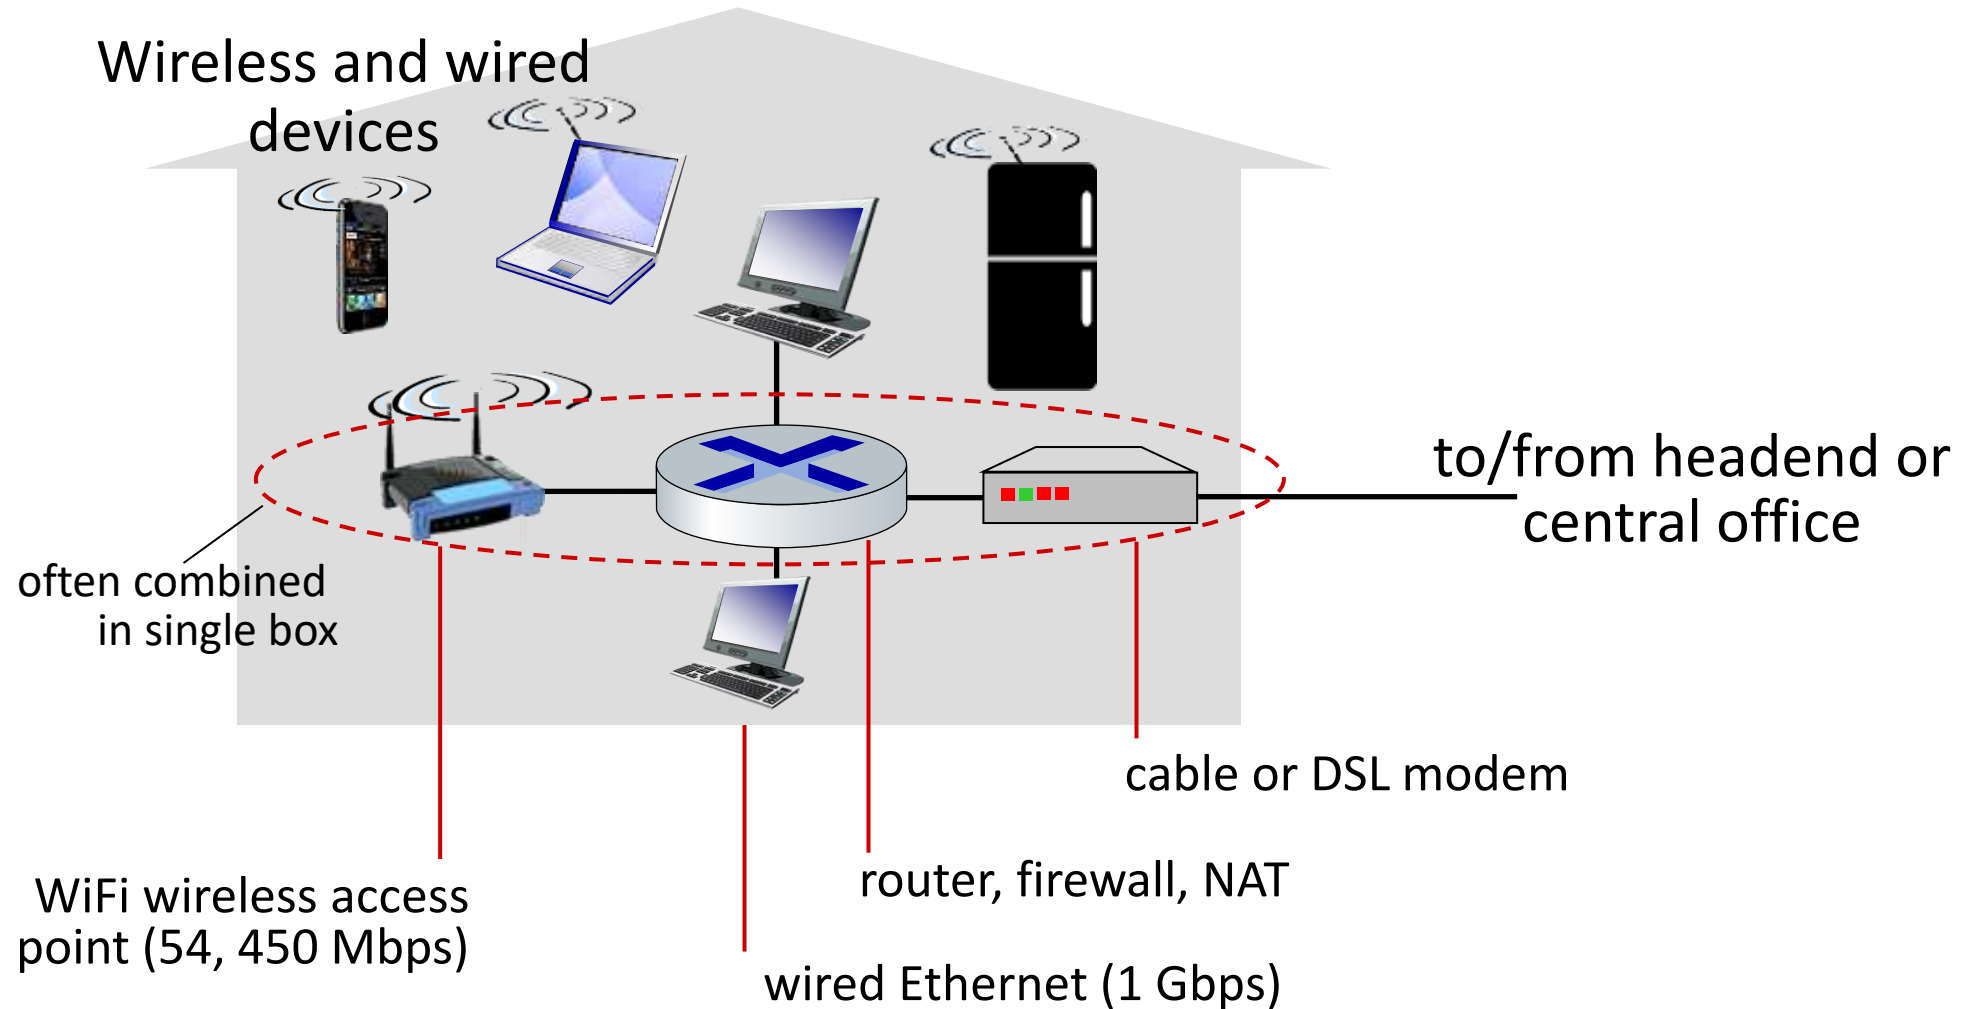 Wireless and wired
devices
to/from headend or
central office
often combined
in single box
cable or DSL modem
router, firewall, NAT
WiFi wireless access
point (54, 450 Mbps)
wired Ethernet (1 Gbps)